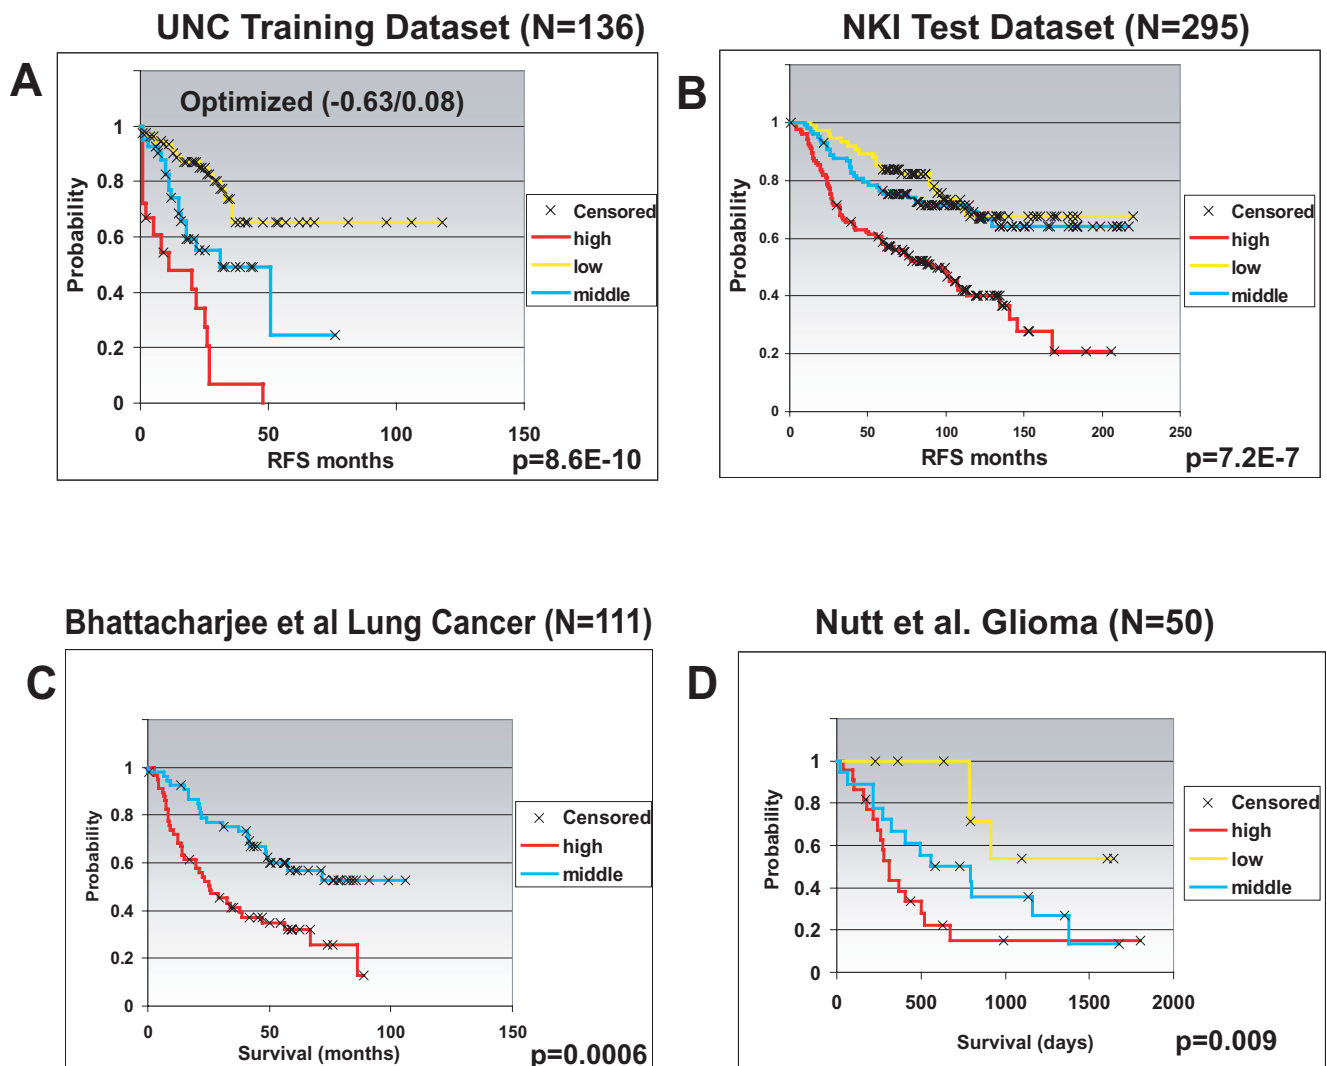 UNC Training Dataset (N=136)
A
Optimized (-0.63/0.08)
1
0.8
0.6
0.4
0.2
0
Probability
0 50 100 150
RFS months
p=8.6E-10
Censored
high
low
middle
NKI Test Dataset (N=295)
B
1
0.8
0.6
0.4
0.2
0
Probability
0 50 100 150 200 250
RFS months
p=7.2E-7
Censored
high
low
middle
Bhattacharjee et al Lung Cancer (N=111)
C
1
0.8
0.6
0.4
0.2
0
Probability
0 50 100 150
Survival (months)
p=0.0006
Censored
high
middle
Nutt et al. Glioma (N=50)
D
1
0.8
0.6
0.4
0.2
0
Probability
0 500 1000 1500 2000
Survival (days)
p=0.009
Censored
high
low
middle